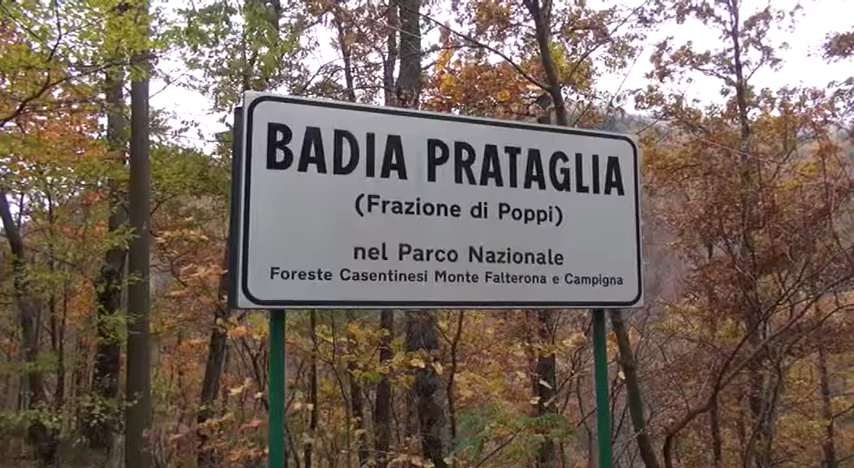 BADIA PRATAGLIA
(Frazione di Poppi)
nel Parco Nazionale
Foreste Casentinesi Monte Falterona e Campigna